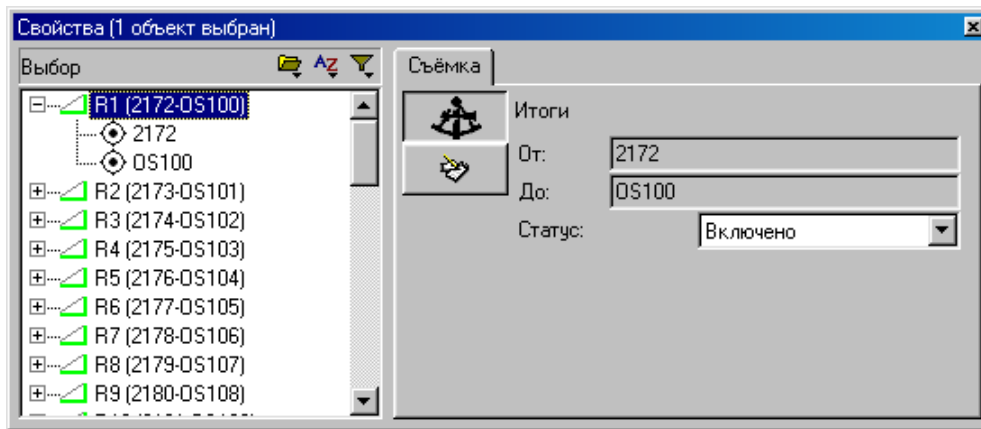 Свойства (1 объект выбран)
Выбор
Съёмка
R1 (2172-OS100)
2172
OS100
R2 (2173-OS101)
R3 (2174-OS102)
R4 (2175-OS103)
R5 (2176-OS104)
R6 (2177-OS105)
R7 (2178-OS106)
R8 (2179-OS107)
R9 (2180-OS108)
Итоги
От: 2172
До: OS100
Статус: Включено